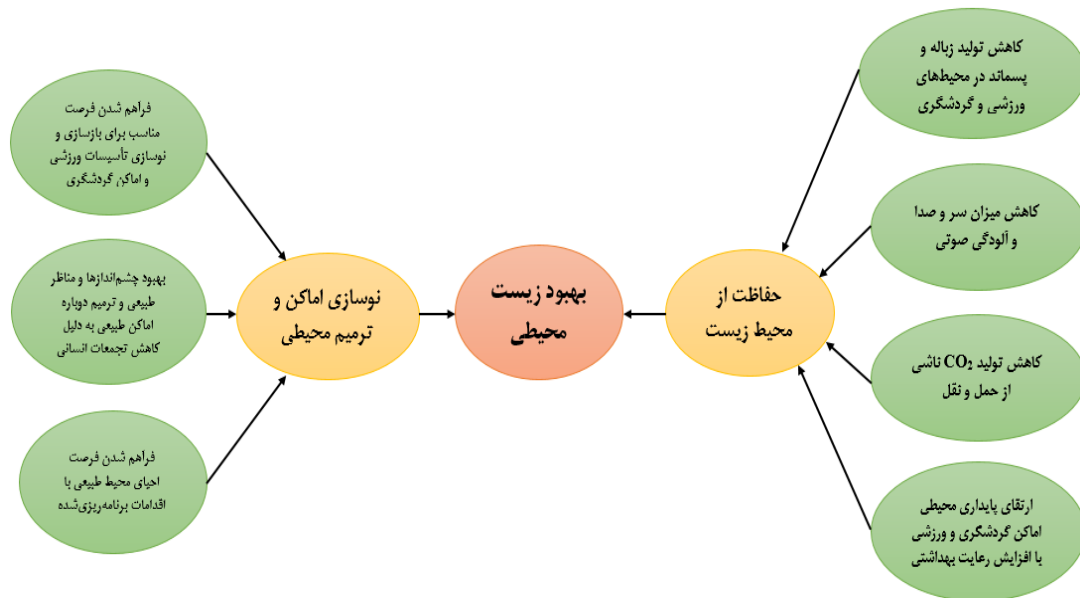 کاهش تولید زباله و
پسماند در محیط‌های
ورزشی و گردشگری
کاهش میزان سر و صدا
و آلودگی صوتی
کاهش تولید CO₂ ناشی
از حمل و نقل
ارتقای پایداری محیطی
اماکن گردشگری و ورزشی
با افزایش رعایت بهداشتی
حفاظت از
محیط زیست
بهبود زیست
محیطی
نوسازی اماکن و
ترمیم محیطی
فراهم شدن فرصت
مناسب برای بازسازی و
نوسازی تأسیسات ورزشی
و اماکن گردشگری
بهبود چشم‌اندازها و مناظر
طبیعی و ترمیم دوباره
اماکن طبیعی به دلیل
کاهش تجمعات انسانی
فراهم شدن فرصت
احیای محیط طبیعی با
اقدامات برنامه‌ریزی‌شده